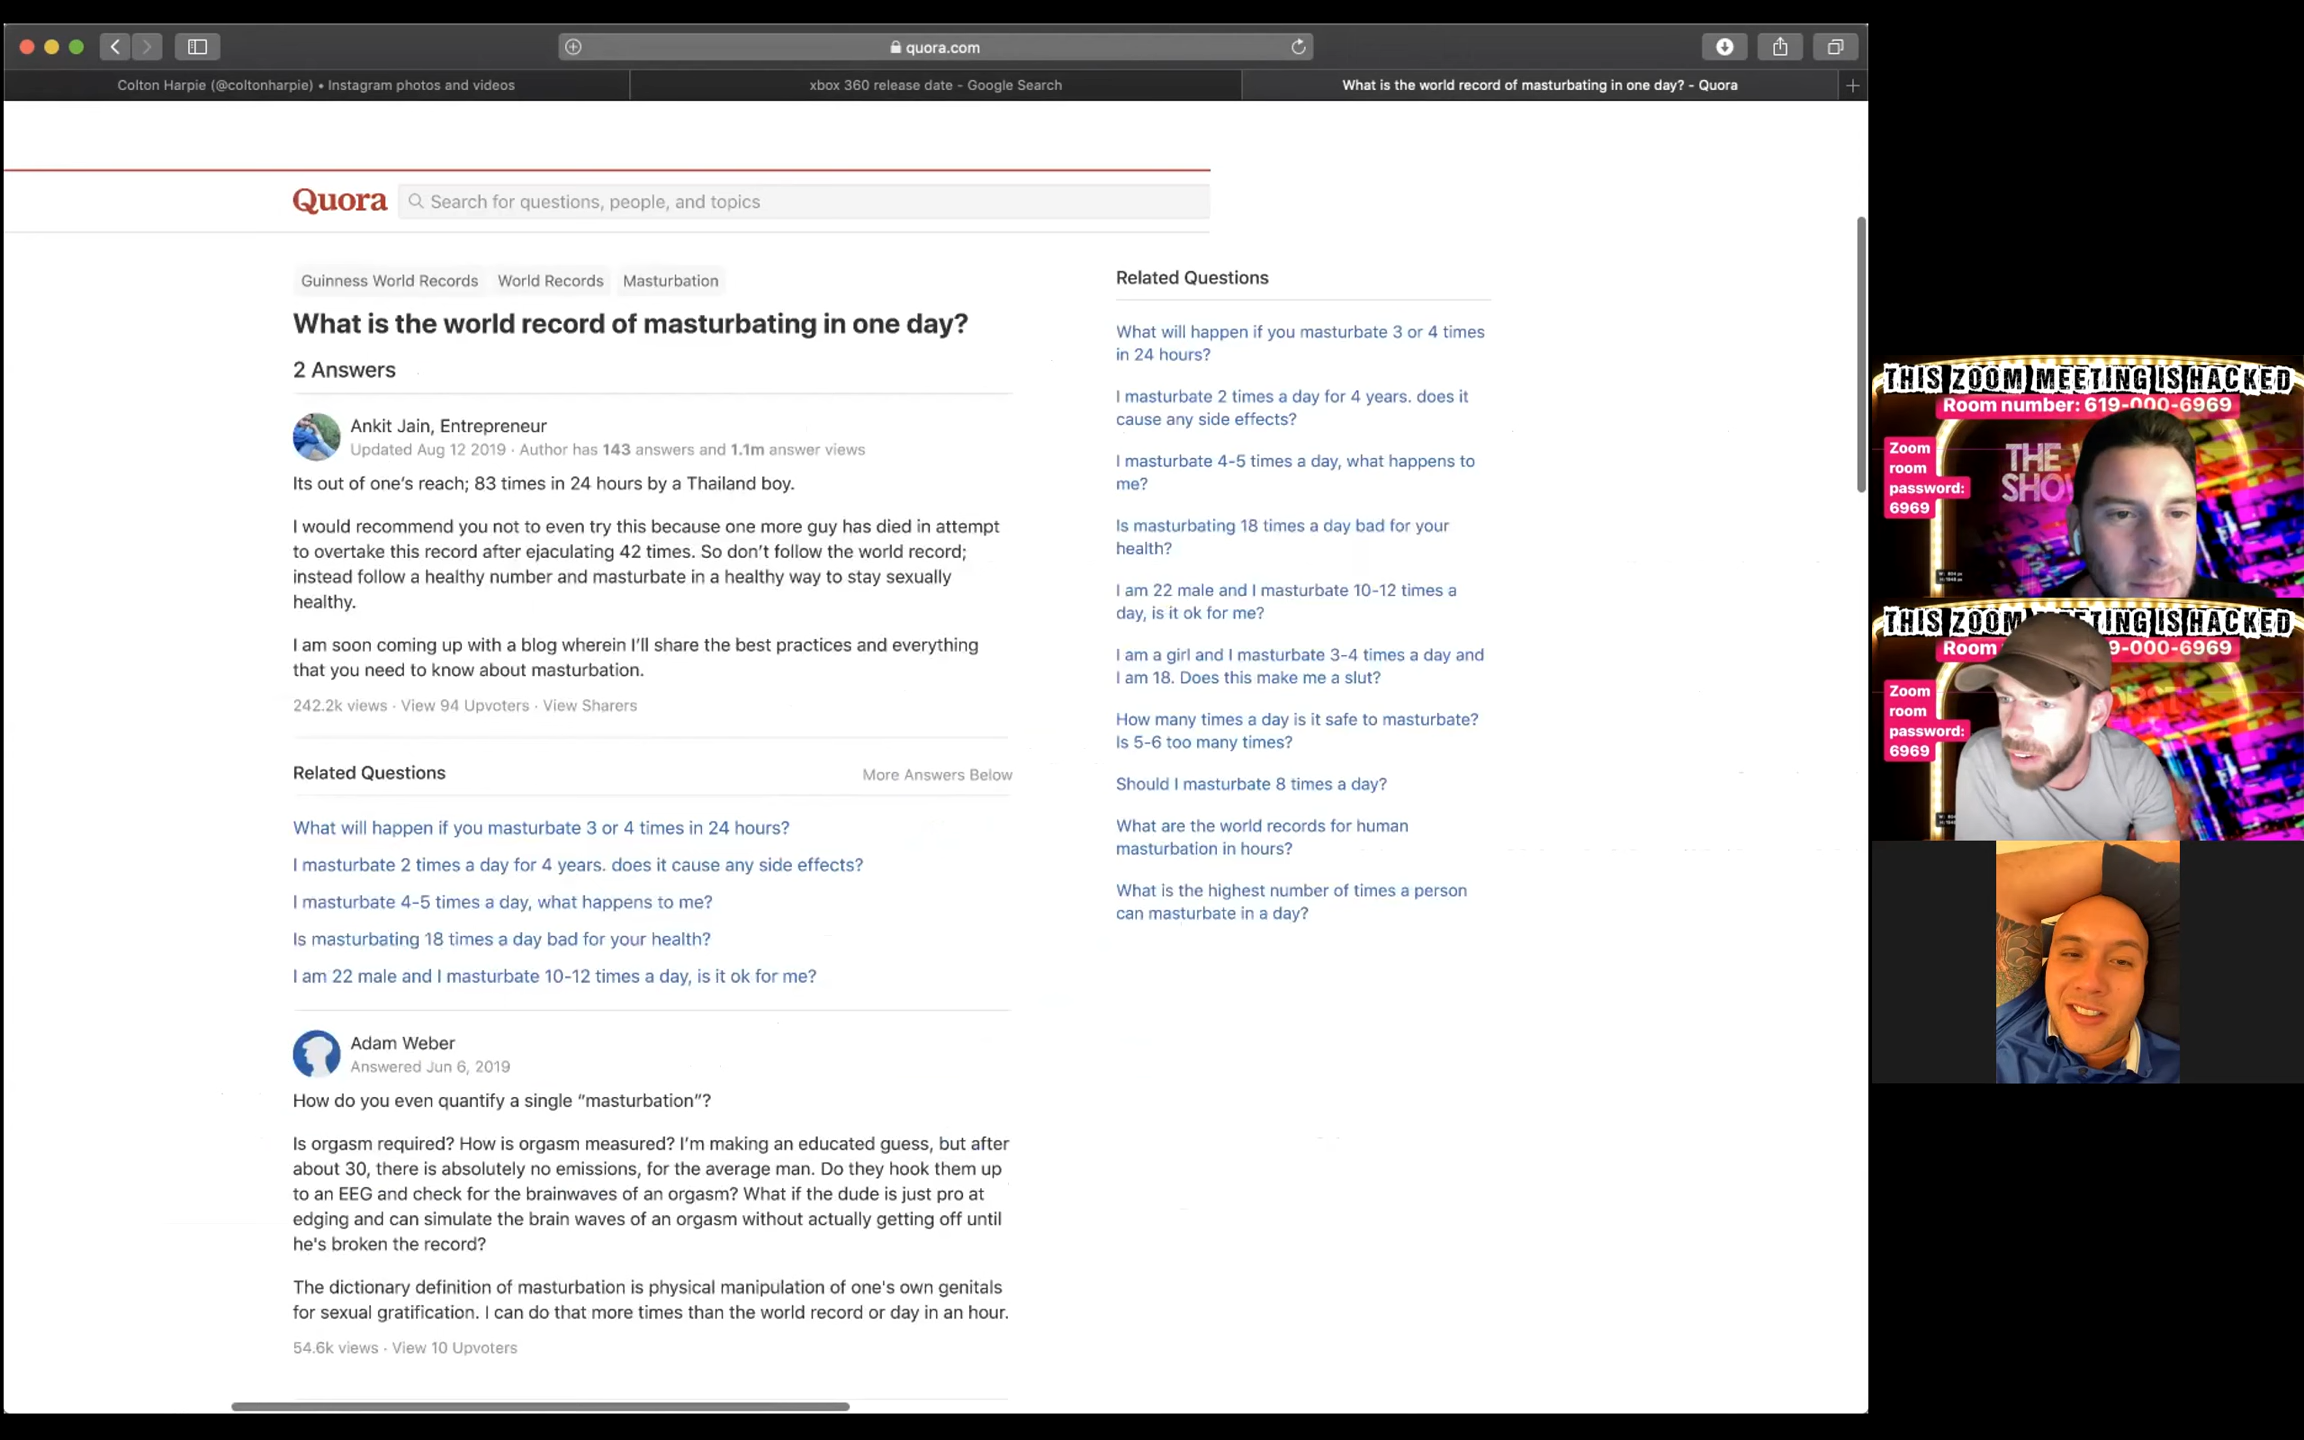 quora.com
Colton Harpie (@coltonharpie) • Instagram photos and videos
xbox 360 release date - Google Search
What is the world record of masturbating in one day? - Quora
Quora
Search for questions, people, and topics
Guinness World Records
World Records
Masturbation
What is the world record of masturbating in one day?
2 Answers
Ankit Jain, Entrepreneur
Updated Aug 12 2019 · Author has 143 answers and 1.1m answer views
Its out of one's reach; 83 times in 24 hours by a Thailand boy.
I would recommend you not to even try this because one more guy has died in attempt
to overtake this record after ejaculating 42 times. So don't follow the world record;
instead follow a healthy number and masturbate in a healthy way to stay sexually
healthy.
I am soon coming up with a blog wherein I'll share the best practices and everything
that you need to know about masturbation.
242.2k views · View 94 Upvoters · View Sharers
Related Questions
More Answers Below
What will happen if you masturbate 3 or 4 times in 24 hours?
I masturbate 2 times a day for 4 years. does it cause any side effects?
I masturbate 4-5 times a day, what happens to me?
Is masturbating 18 times a day bad for your health?
I am 22 male and I masturbate 10-12 times a day, is it ok for me?
Adam Weber
Answered Jun 6, 2019
How do you even quantify a single “masturbation”?
Is orgasm required? How is orgasm measured? I'm making an educated guess, but after
about 30, there is absolutely no emissions, for the average man. Do they hook them up
to an EEG and check for the brainwaves of an orgasm? What if the dude is just pro at
edging and can simulate the brain waves of an orgasm without actually getting off until
he's broken the record?
The dictionary definition of masturbation is physical manipulation of one's own genitals
for sexual gratification. I can do that more times than the world record or day in an hour.
54.6k views · View 10 Upvoters
Related Questions
What will happen if you masturbate 3 or 4 times
in 24 hours?
I masturbate 2 times a day for 4 years. does it
cause any side effects?
I masturbate 4-5 times a day, what happens to
me?
Is masturbating 18 times a day bad for your
health?
I am 22 male and I masturbate 10-12 times a
day, is it ok for me?
I am a girl and I masturbate 3-4 times a day and
I am 18. Does this make me a slut?
How many times a day is it safe to masturbate?
Is 5-6 too many times?
Should I masturbate 8 times a day?
What are the world records for human
masturbation in hours?
What is the highest number of times a person
can masturbate in a day?
THIS ZOOM MEETING IS HACKED
Room number: 619-000-6969
Zoom
room
password:
6969
THE
SHO
THIS ZOOM TING IS HACKED
Room 9-000-6969
Zoom
room
password:
6969